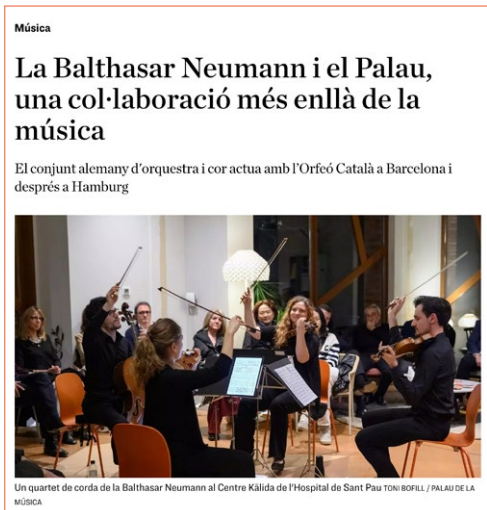 Música
La Balthasar Neumann i el Palau,
una col·laboració més enllà de la
música
El conjunt alemany d'orquestra i cor actua amb l'Orfeó Català a Barcelona i
després a Hamburg
Un quartet de corda de la Balthasar Neumann al Centre Kālida de l'Hospital de Sant Pau TONI BOFILL / PALAU DE LA
MÚSICA